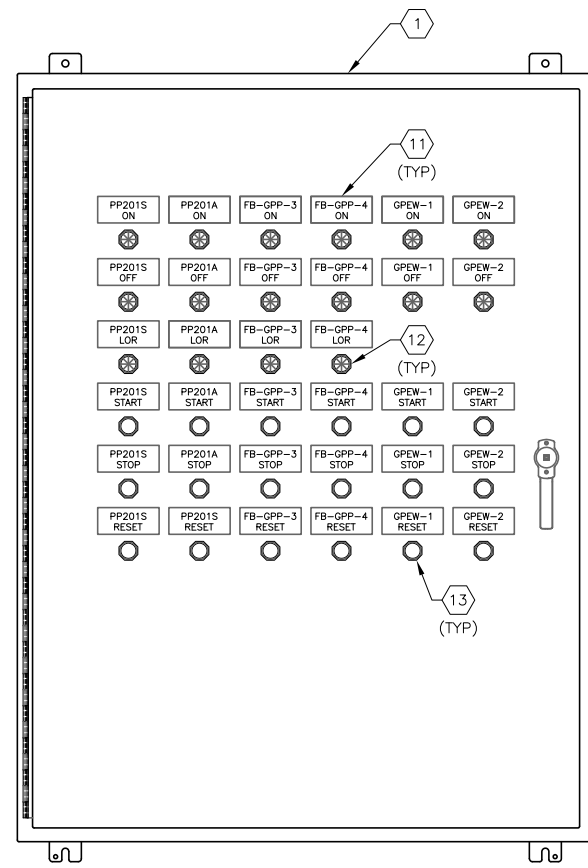 1
11
(TYP)
PP201S ON
PP201A ON
FB-GPP-3 ON
FB-GPP-4 ON
GPEW-1 ON
GPEW-2 ON
PP201S OFF
PP201A OFF
FB-GPP-3 OFF
FB-GPP-4 OFF
GPEW-1 OFF
GPEW-2 OFF
PP201S LOR
PP201A LOR
FB-GPP-3 LOR
FB-GPP-4 LOR
12
(TYP)
PP201S START
PP201A START
FB-GPP-3 START
FB-GPP-4 START
GPEW-1 START
GPEW-2 START
PP201S STOP
PP201A STOP
FB-GPP-3 STOP
FB-GPP-4 STOP
GPEW-1 STOP
GPEW-2 STOP
PP201S RESET
PP201S RESET
FB-GPP-3 RESET
FB-GPP-4 RESET
GPEW-1 RESET
GPEW-2 RESET
13
(TYP)